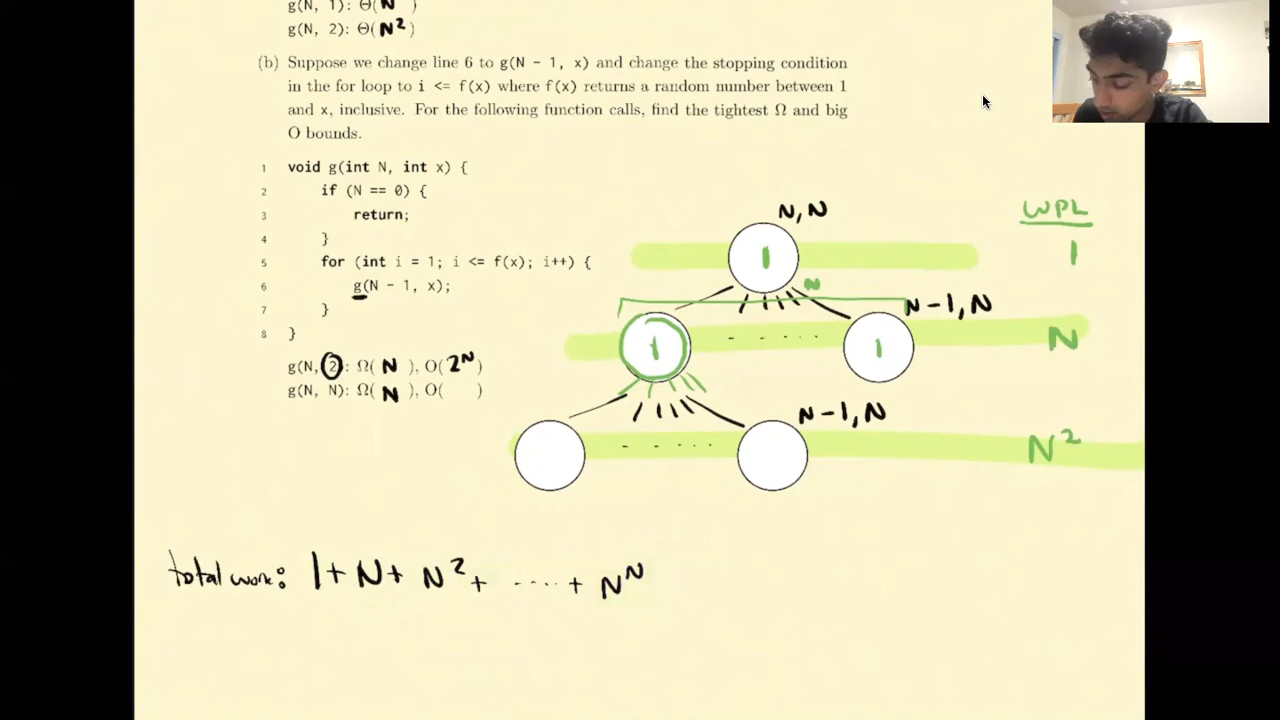 g(N, 1): Θ(N )
g(N, 2): Θ(N²)
(b) Suppose we change line 6 to g(N - 1, x) and change the stopping condition
in the for loop to i <= f(x) where f(x) returns a random number between 1
and x, inclusive. For the following function calls, find the tightest Ω and big
O bounds.
1 void g(int N, int x) {
2 if (N == 0) {
3 return;
4 }
5 for (int i = 1; i <= f(x); i++) {
6 g(N - 1, x);
7 }
8 }
g(N, 2): Ω( N ), O(2ᴺ)
g(N, N): Ω( N ), O( )
N, N
WPL
1
1
N
N-1, N
1
1
N
N-1, N
N²
total work: 1 + N + N² + ····· + Nᴺ